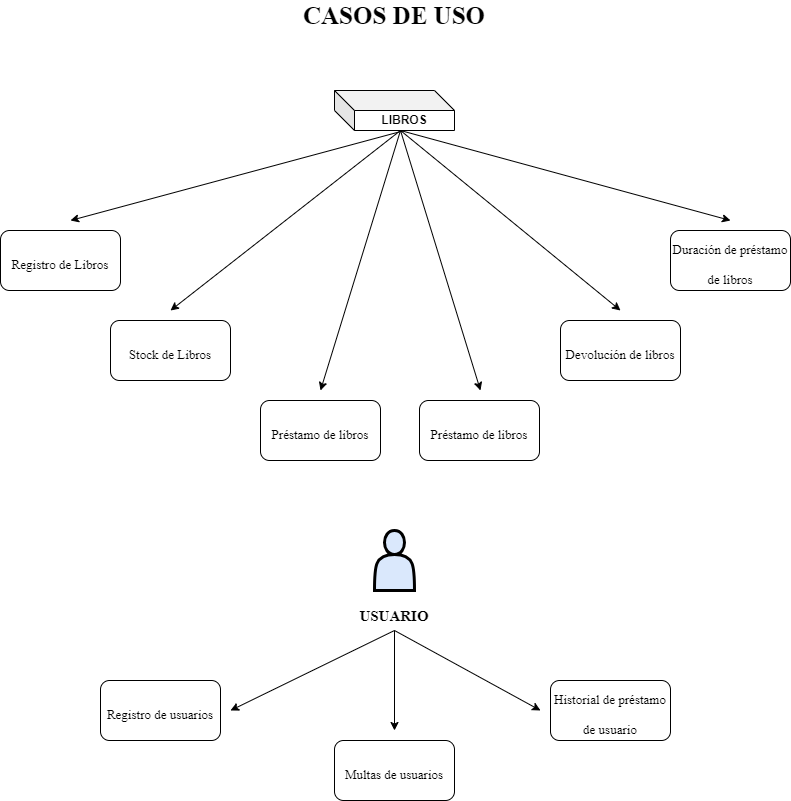 CASOS DE USO
LIBROS
Registro de Libros
Duración de préstamo
de libros
Stock de Libros
Devolución de libros
Préstamo de libros
Préstamo de libros
USUARIO
Registro de usuarios
Historial de préstamo
de usuario
Multas de usuarios